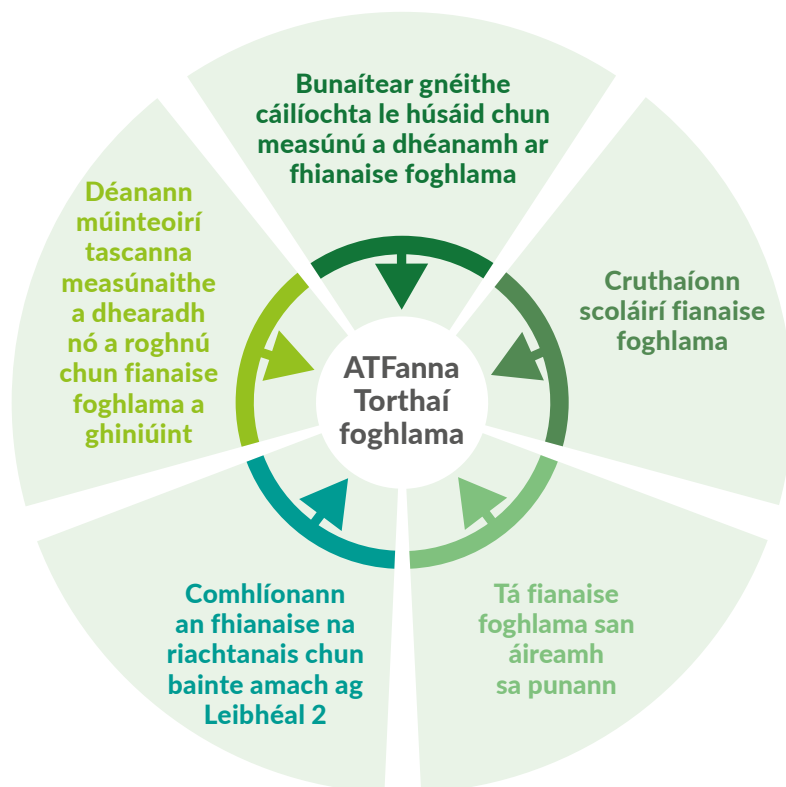 Bunaítear gnéithe
cáilíochta le húsáid chun
measúnú a dhéanamh ar
fhianaise foghlama
Cruthaíonn
scoláirí fianaise
foghlama
Tá fianaise
foghlama san
áireamh
sa punann
Comhlíonann
an fhianaise na
riachtanais chun
bainte amach ag
Leibhéal 2
Déanann
múinteoirí
tascanna
measúnaithe
a dhearadh
nó a roghnú
chun fianaise
foghlama a
ghiniúint
ATFanna
Torthaí
foghlama